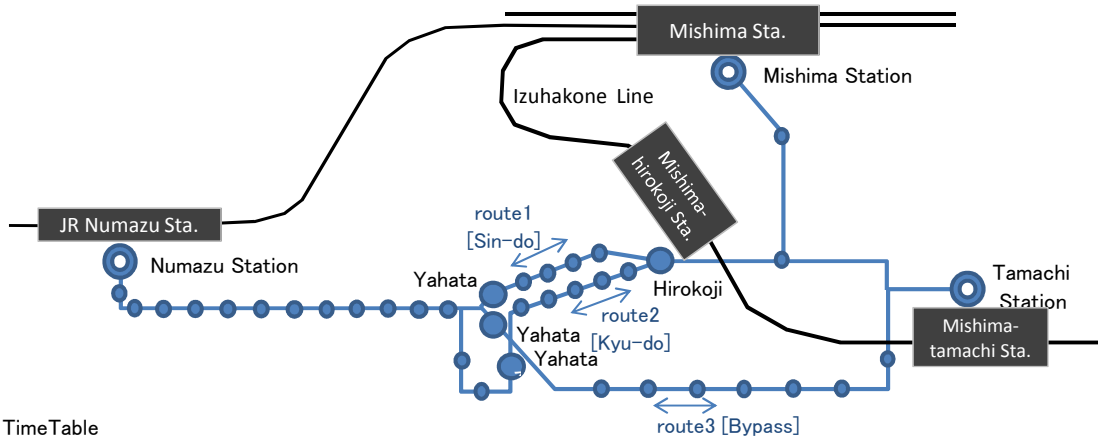 Mishima Sta.
Mishima Station
Izuhakone Line
Mishima-
hirokoji Sta.
JR Numazu Sta.
Numazu Station
route1
[Sin-do]
Yahata
Hirokoji
route2
[Kyu-do]
Yahata
Yahata
Tamachi
Station
Mishima-
tamachi Sta.
route3 [Bypass]
TimeTable